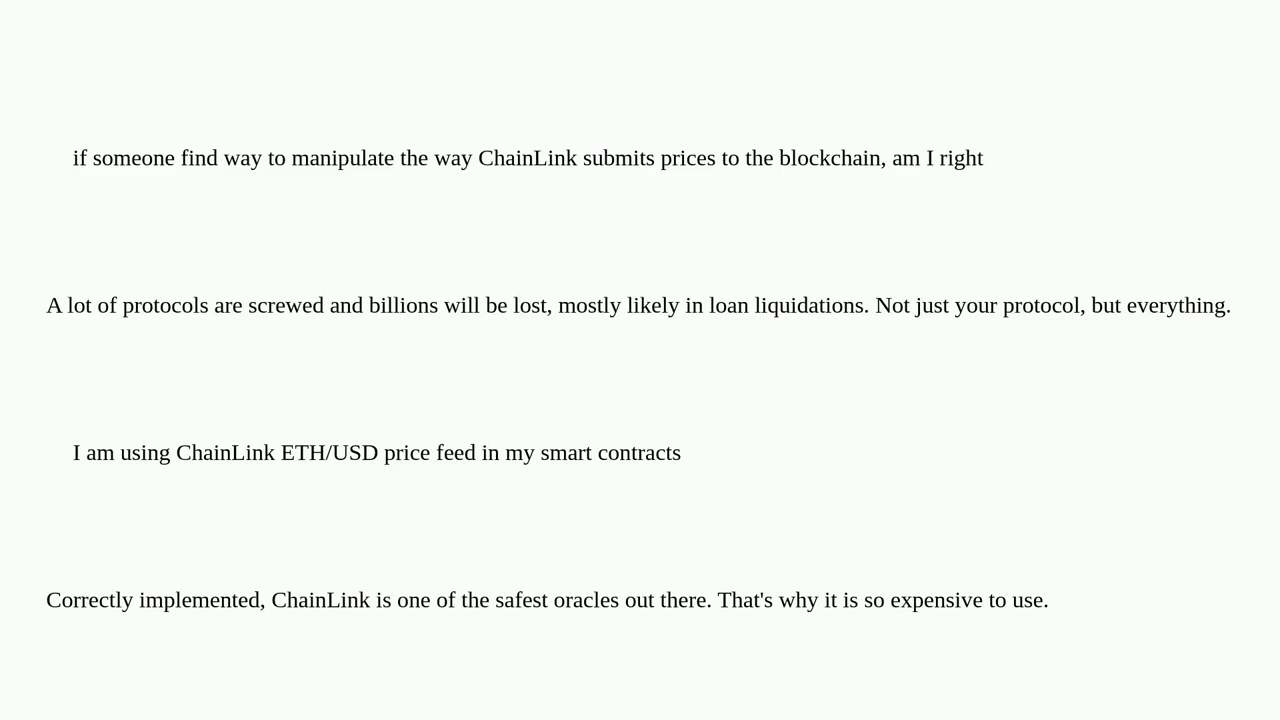 if someone find way to manipulate the way ChainLink submits prices to the blockchain, am I right
A lot of protocols are screwed and billions will be lost, mostly likely in loan liquidations. Not just your protocol, but everything.
I am using ChainLink ETH/USD price feed in my smart contracts
Correctly implemented, ChainLink is one of the safest oracles out there. That's why it is so expensive to use.